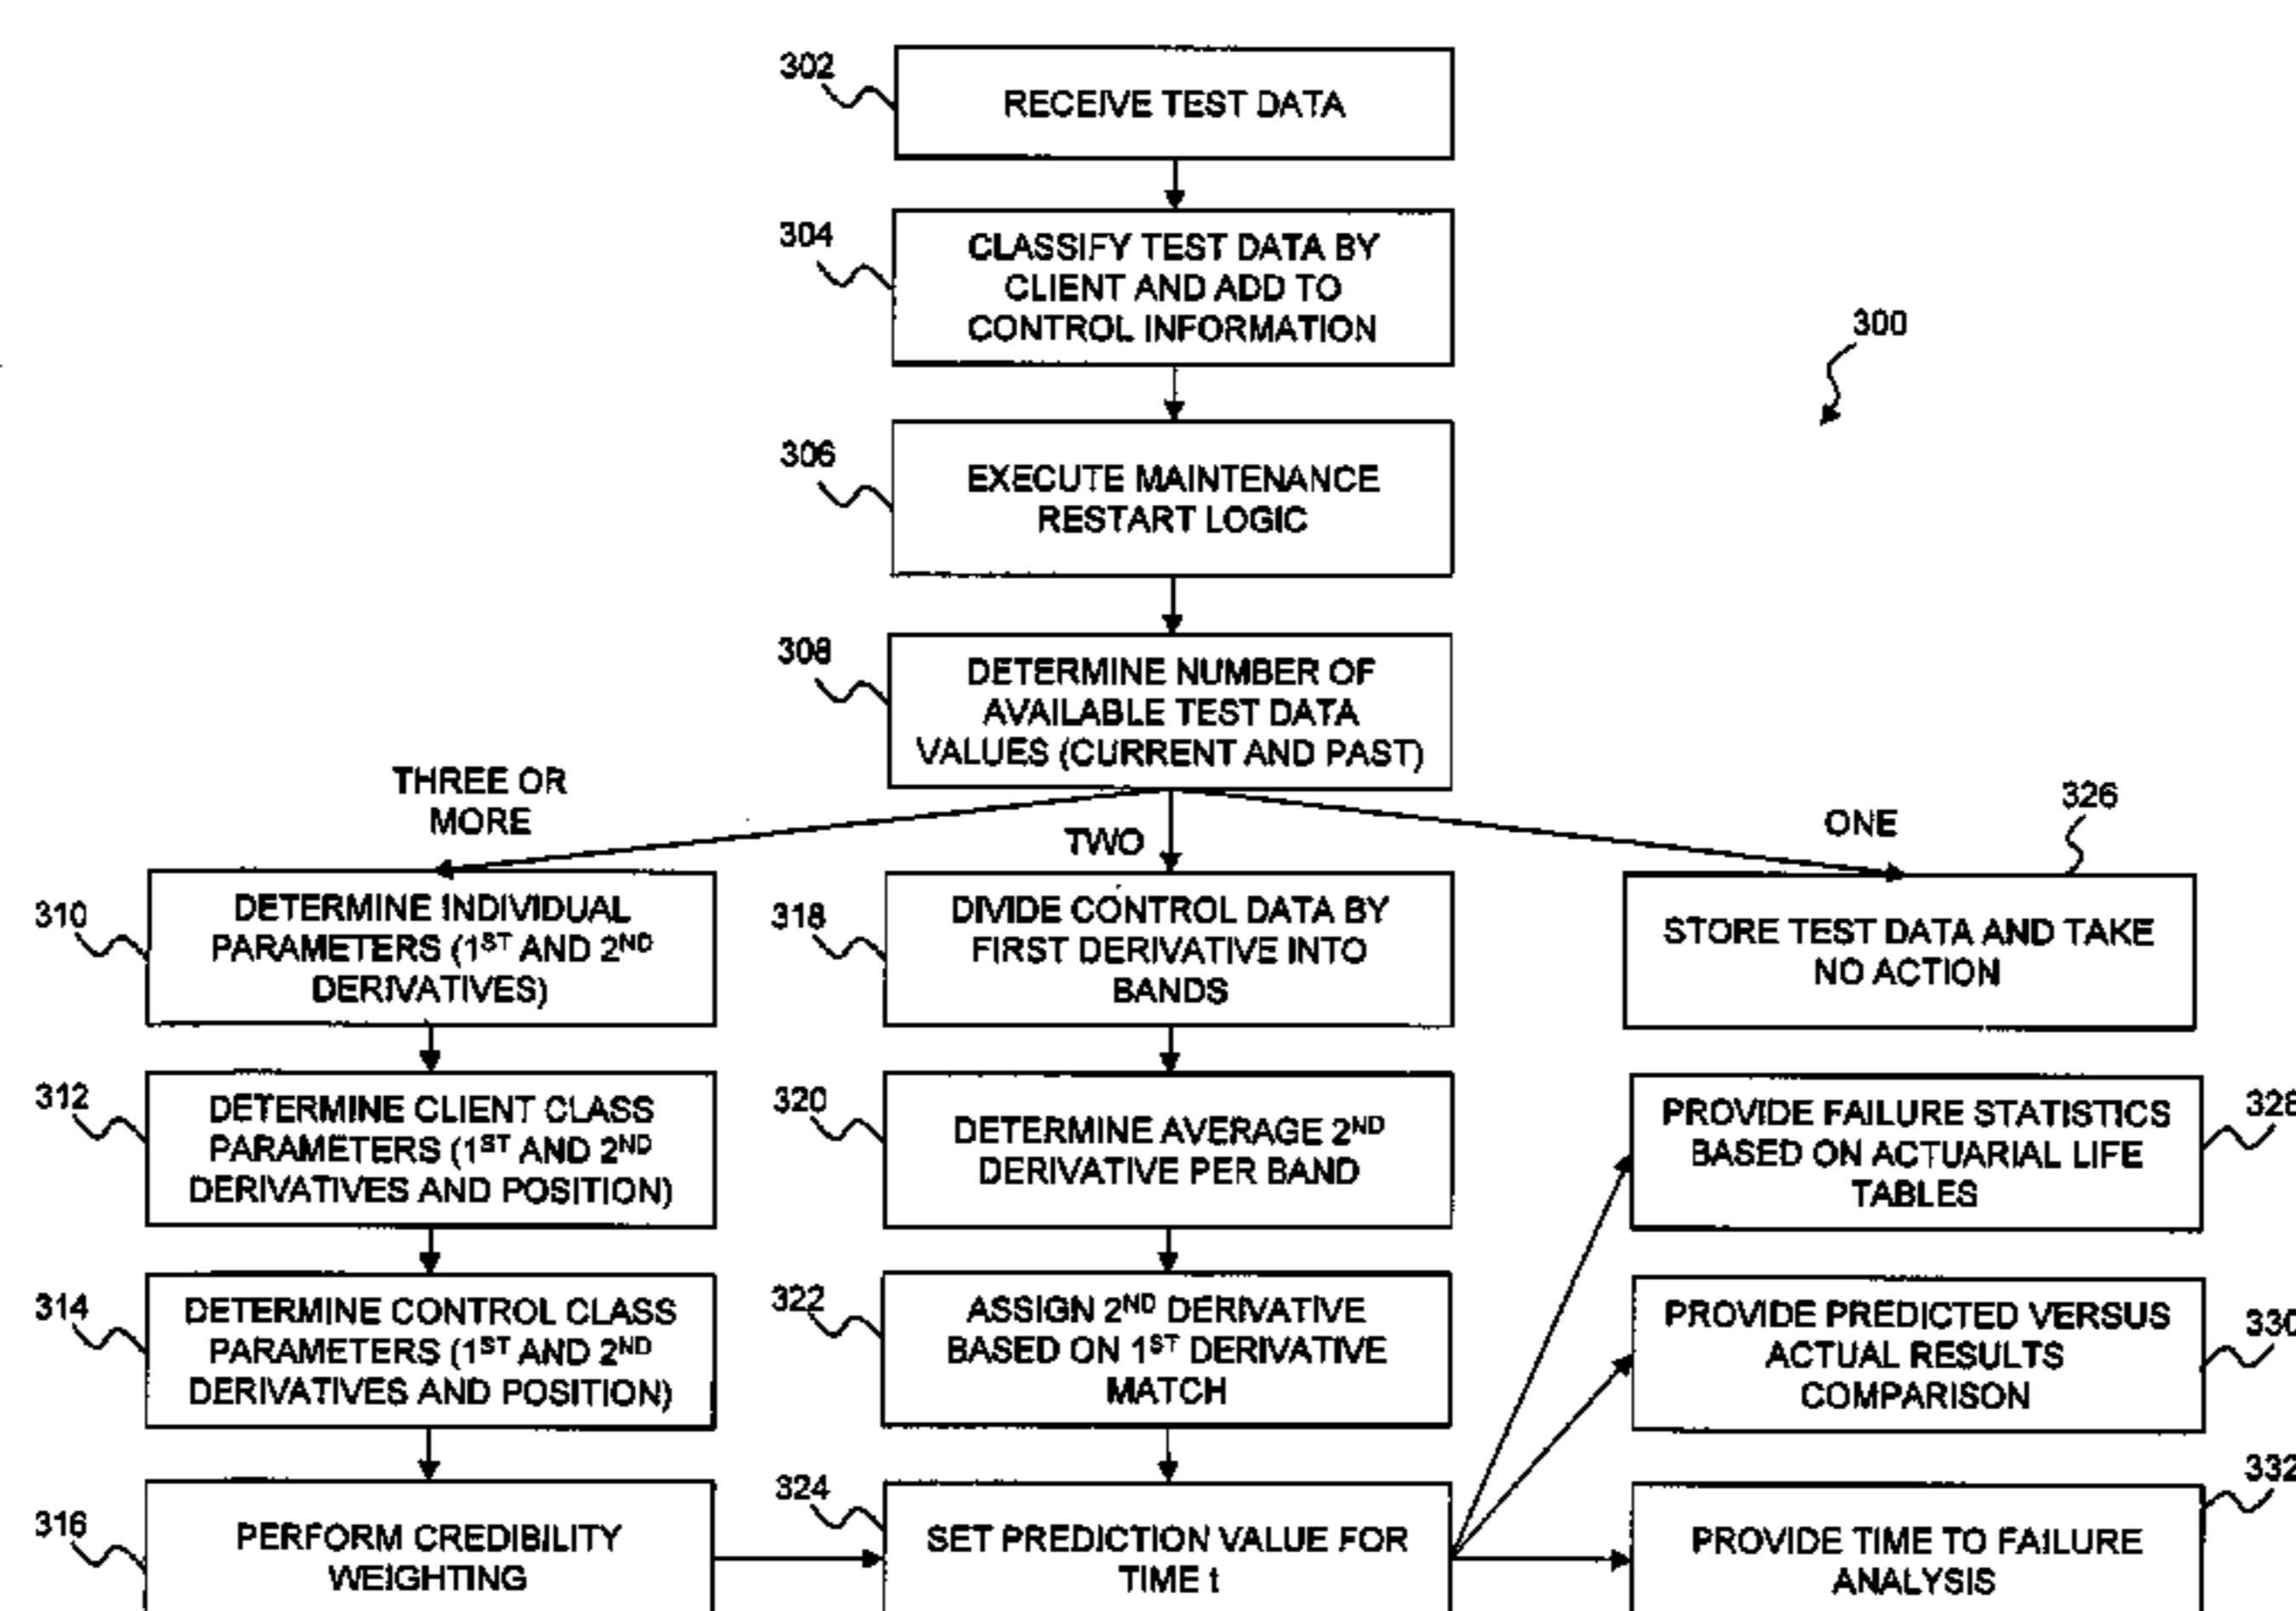 302
RECEIVE TEST DATA
304
CLASSIFY TEST DATA BY
CLIENT AND ADD TO
CONTROL INFORMATION
300
306
EXECUTE MAINTENANCE
RESTART LOGIC
308
DETERMINE NUMBER OF
AVAILABLE TEST DATA
VALUES (CURRENT AND PAST)
THREE OR
MORE
TWO
ONE
326
310
DETERMINE INDIVIDUAL
PARAMETERS (1ST AND 2ND
DERIVATIVES)
318
DIVIDE CONTROL DATA BY
FIRST DERIVATIVE INTO
BANDS
STORE TEST DATA AND TAKE
NO ACTION
312
DETERMINE CLIENT CLASS
PARAMETERS (1ST AND 2ND
DERIVATIVES AND POSITION)
320
DETERMINE AVERAGE 2ND
DERIVATIVE PER BAND
PROVIDE FAILURE STATISTICS
BASED ON ACTUARIAL LIFE
TABLES
328
314
DETERMINE CONTROL CLASS
PARAMETERS (1ST AND 2ND
DERIVATIVES AND POSITION)
322
ASSIGN 2ND DERIVATIVE
BASED ON 1ST DERIVATIVE
MATCH
PROVIDE PREDICTED VERSUS
ACTUAL RESULTS
COMPARISON
330
316
PERFORM CREDIBILITY
WEIGHTING
324
SET PREDICTION VALUE FOR
TIME t
PROVIDE TIME TO FAILURE
ANALYSIS
332